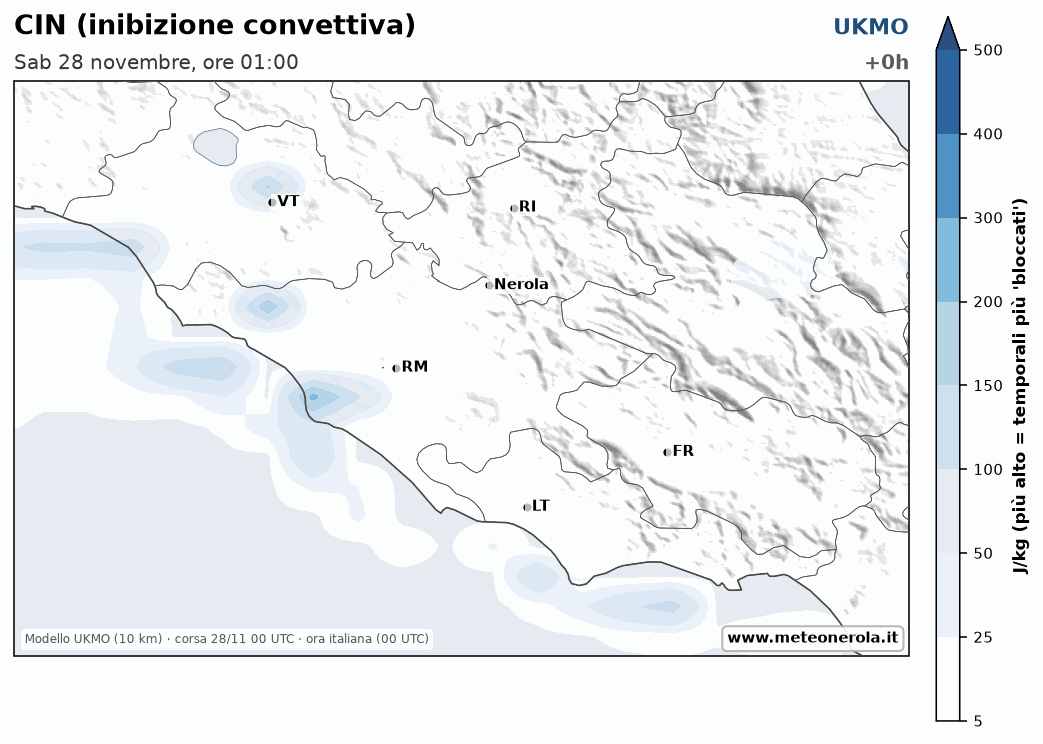 CIN (inibizione convettiva)
UKMO
Sab 28 novembre, ore 01:00
+0h
500
400
300
200
150
100
50
25
5
J/kg (più alto = temporali più 'bloccati')
VT
RI
Nerola
RM
FR
LT
Modello UKMO (10 km) · corsa 28/11 00 UTC · ora italiana (00 UTC)
www.meteonerola.it